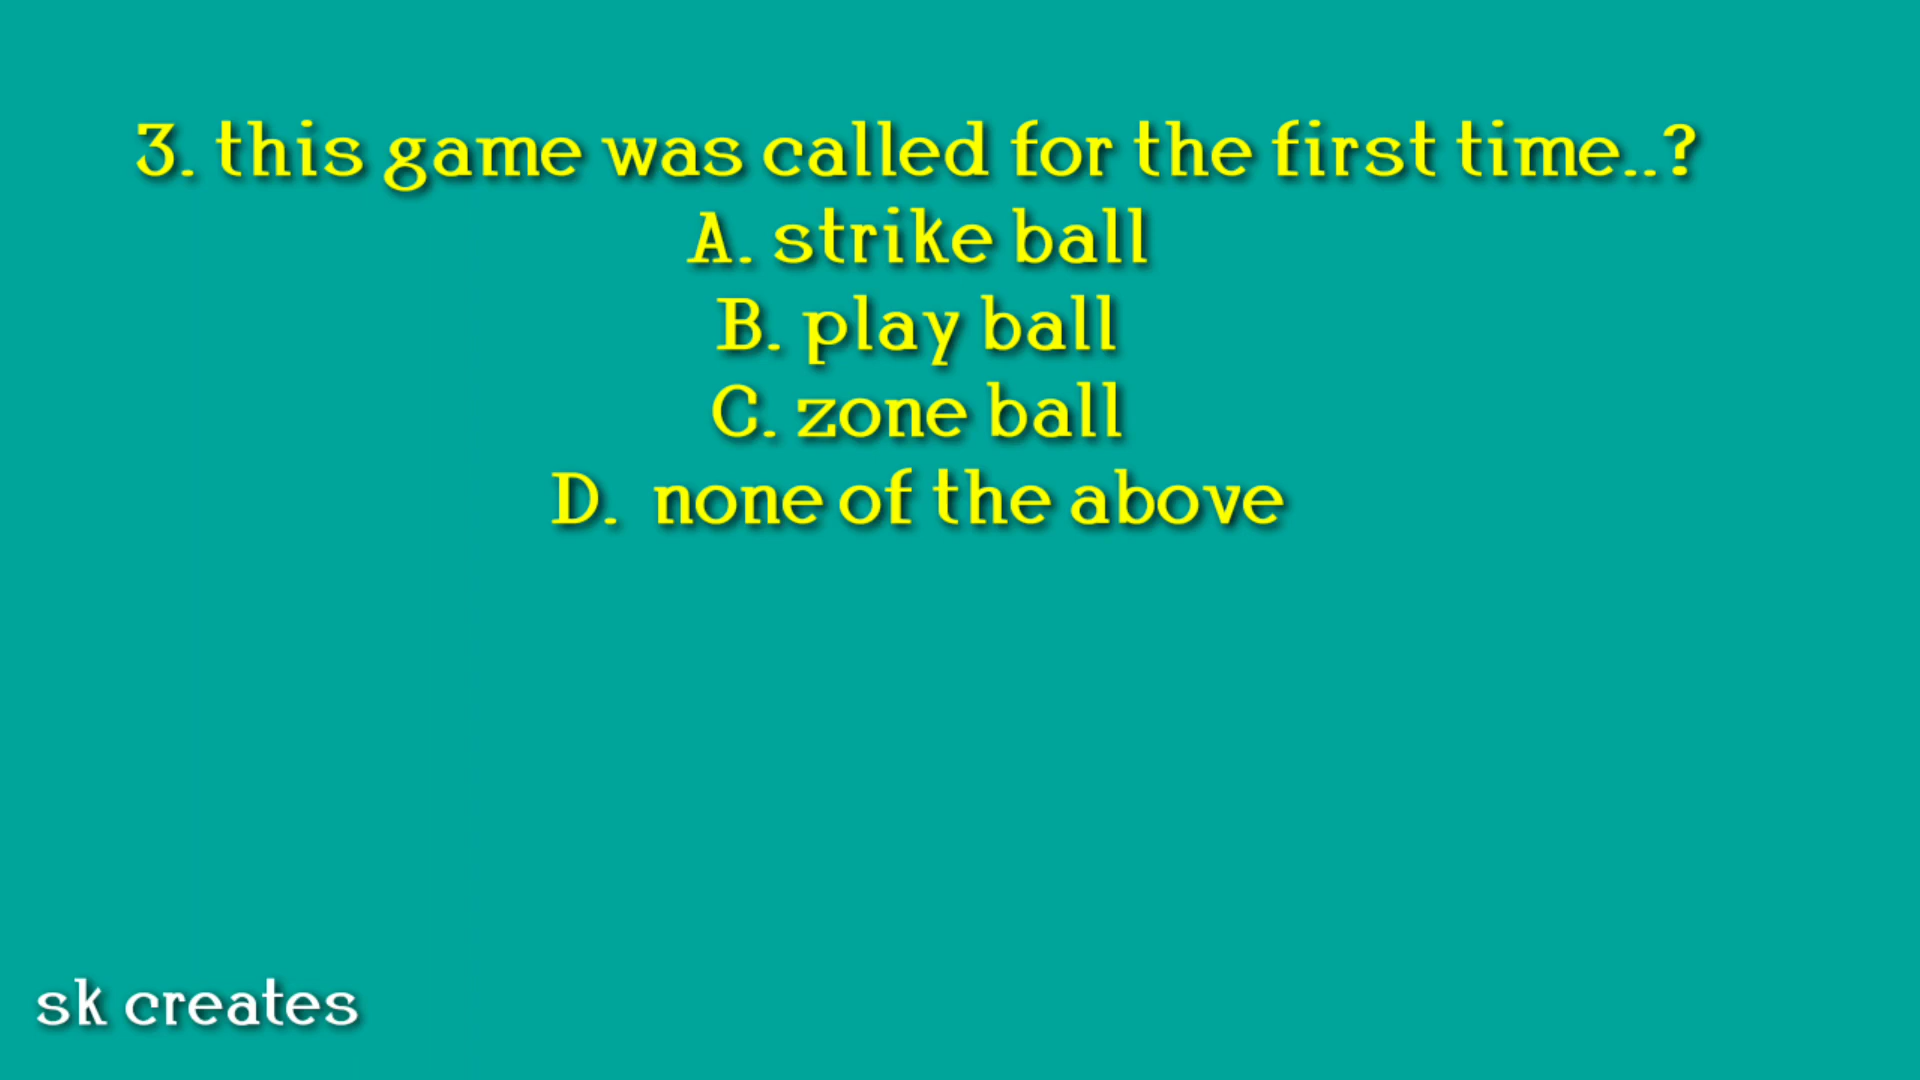 3. this game was called for the first time..?
A. strike ball
B. play ball
C. zone ball
D. none of the above
sk creates